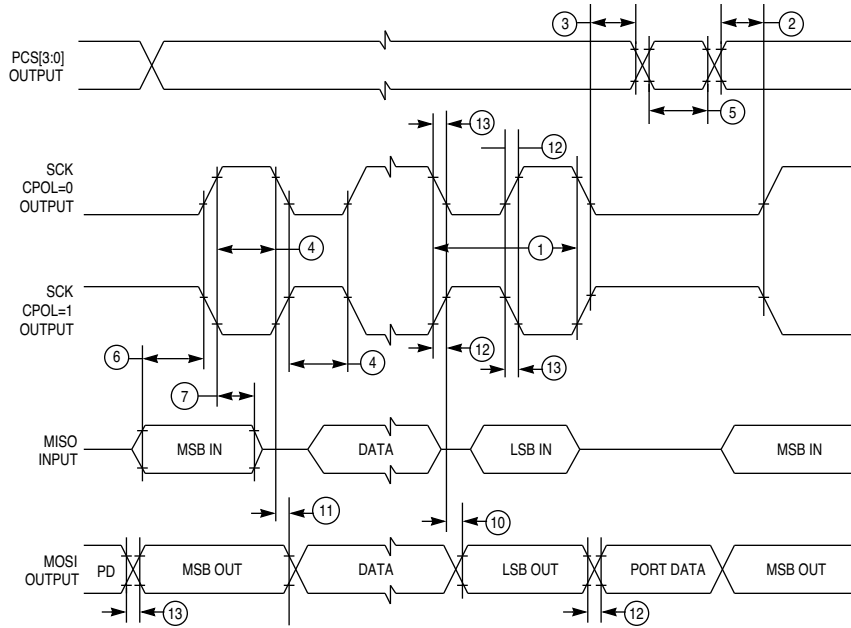 3
2
PCS[3:0]
OUTPUT
5
13
12
SCK
CPOL=0
OUTPUT
4
1
SCK
CPOL=1
OUTPUT
12
6
4
13
7
MISO
INPUT
MSB IN
DATA
LSB IN
MSB IN
11
10
MOSI
OUTPUT
PD
MSB OUT
DATA
LSB OUT
PORT DATA
MSB OUT
13
12